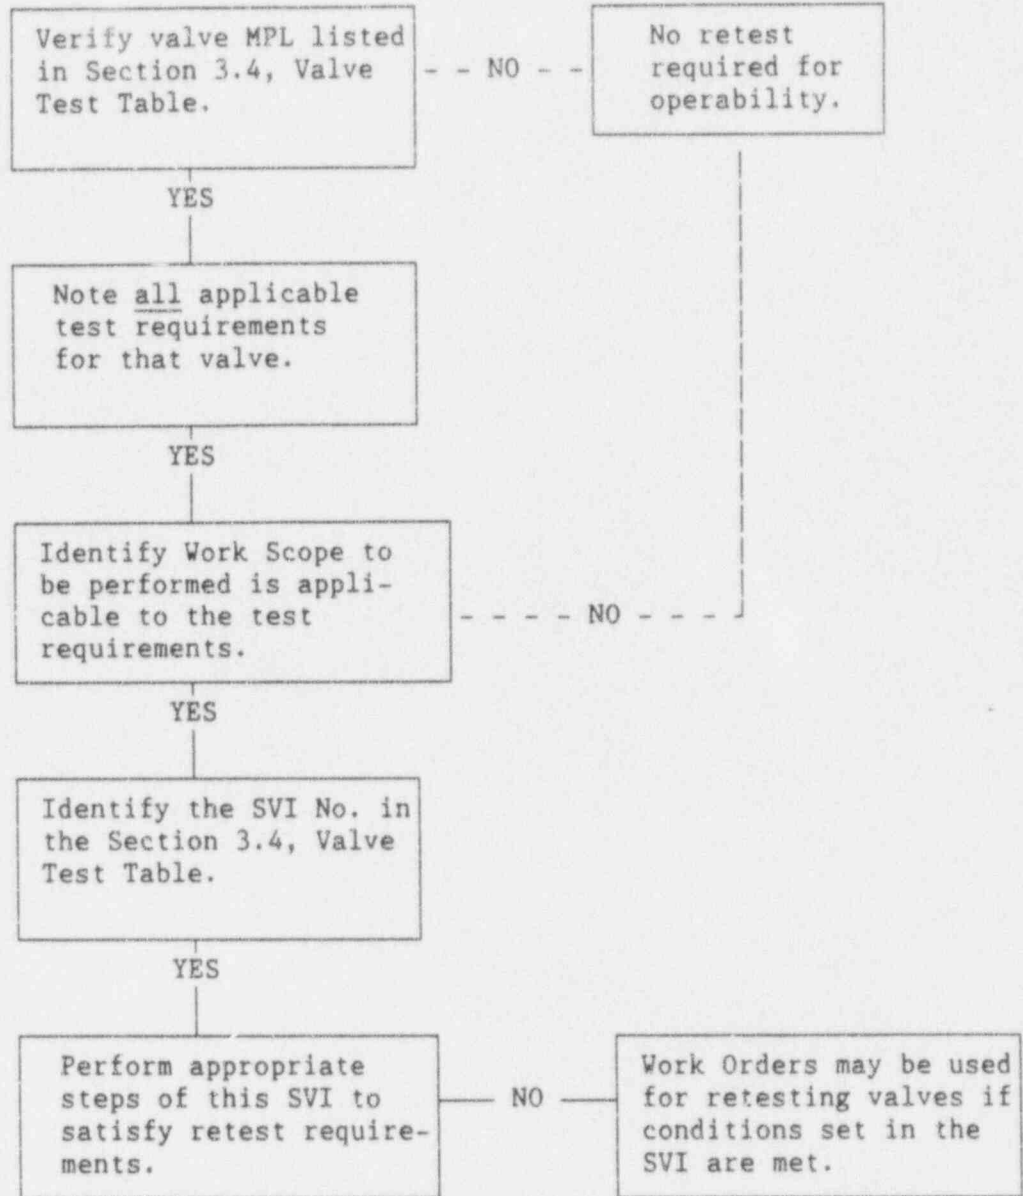 Verify valve MPL listed
in Section 3.4, Valve
Test Table.
- - NO - -
No retest
required for
operability.
YES
Note all applicable
test requirements
for that valve.
YES
Identify Work Scope to
be performed is appli-
cable to the test
requirements.
- - - - NO - - - -
YES
Identify the SVI No. in
the Section 3.4, Valve
Test Table.
YES
Perform appropriate
steps of this SVI to
satisfy retest require-
ments.
NO
Work Orders may be used
for retesting valves if
conditions set in the
SVI are met.